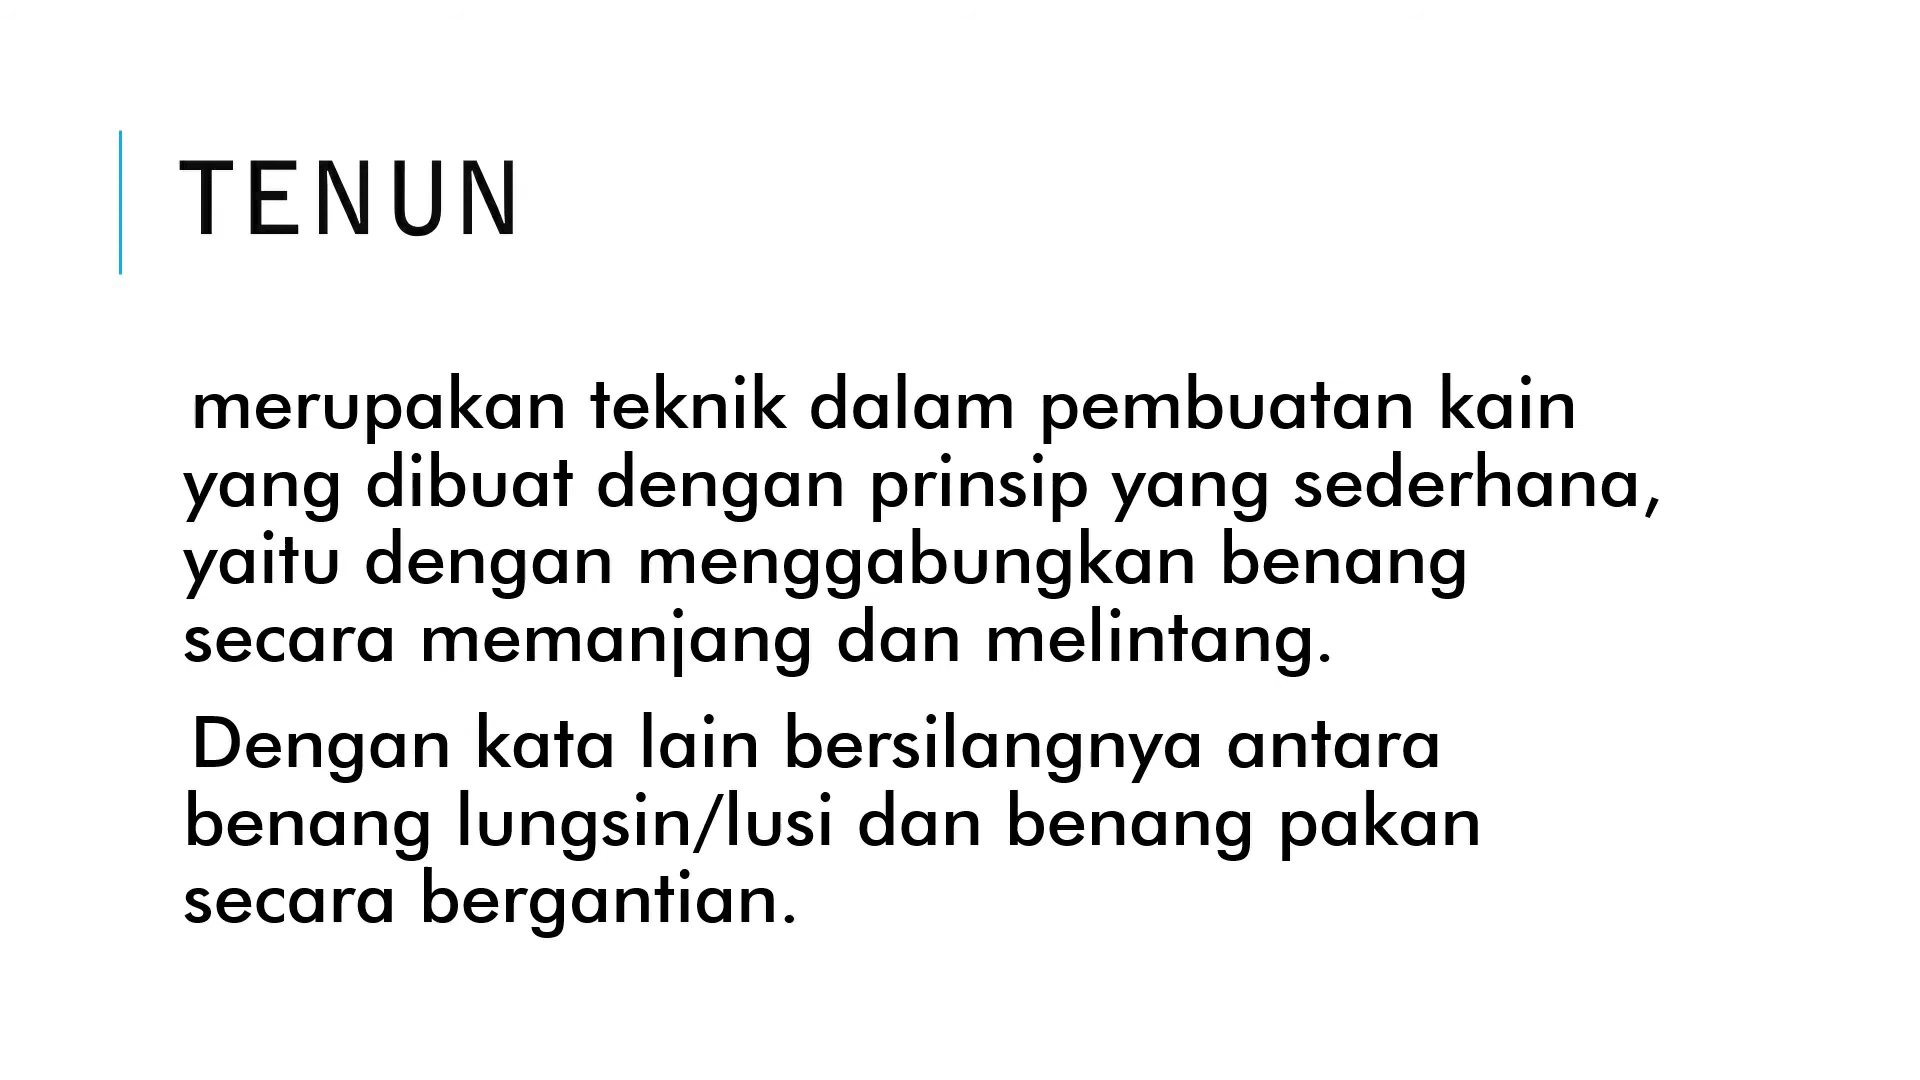 TENUN
merupakan teknik dalam pembuatan kain
yang dibuat dengan prinsip yang sederhana,
yaitu dengan menggabungkan benang
secara memanjang dan melintang.
Dengan kata lain bersilangnya antara
benang lungsin/lusi dan benang pakan
secara bergantian.